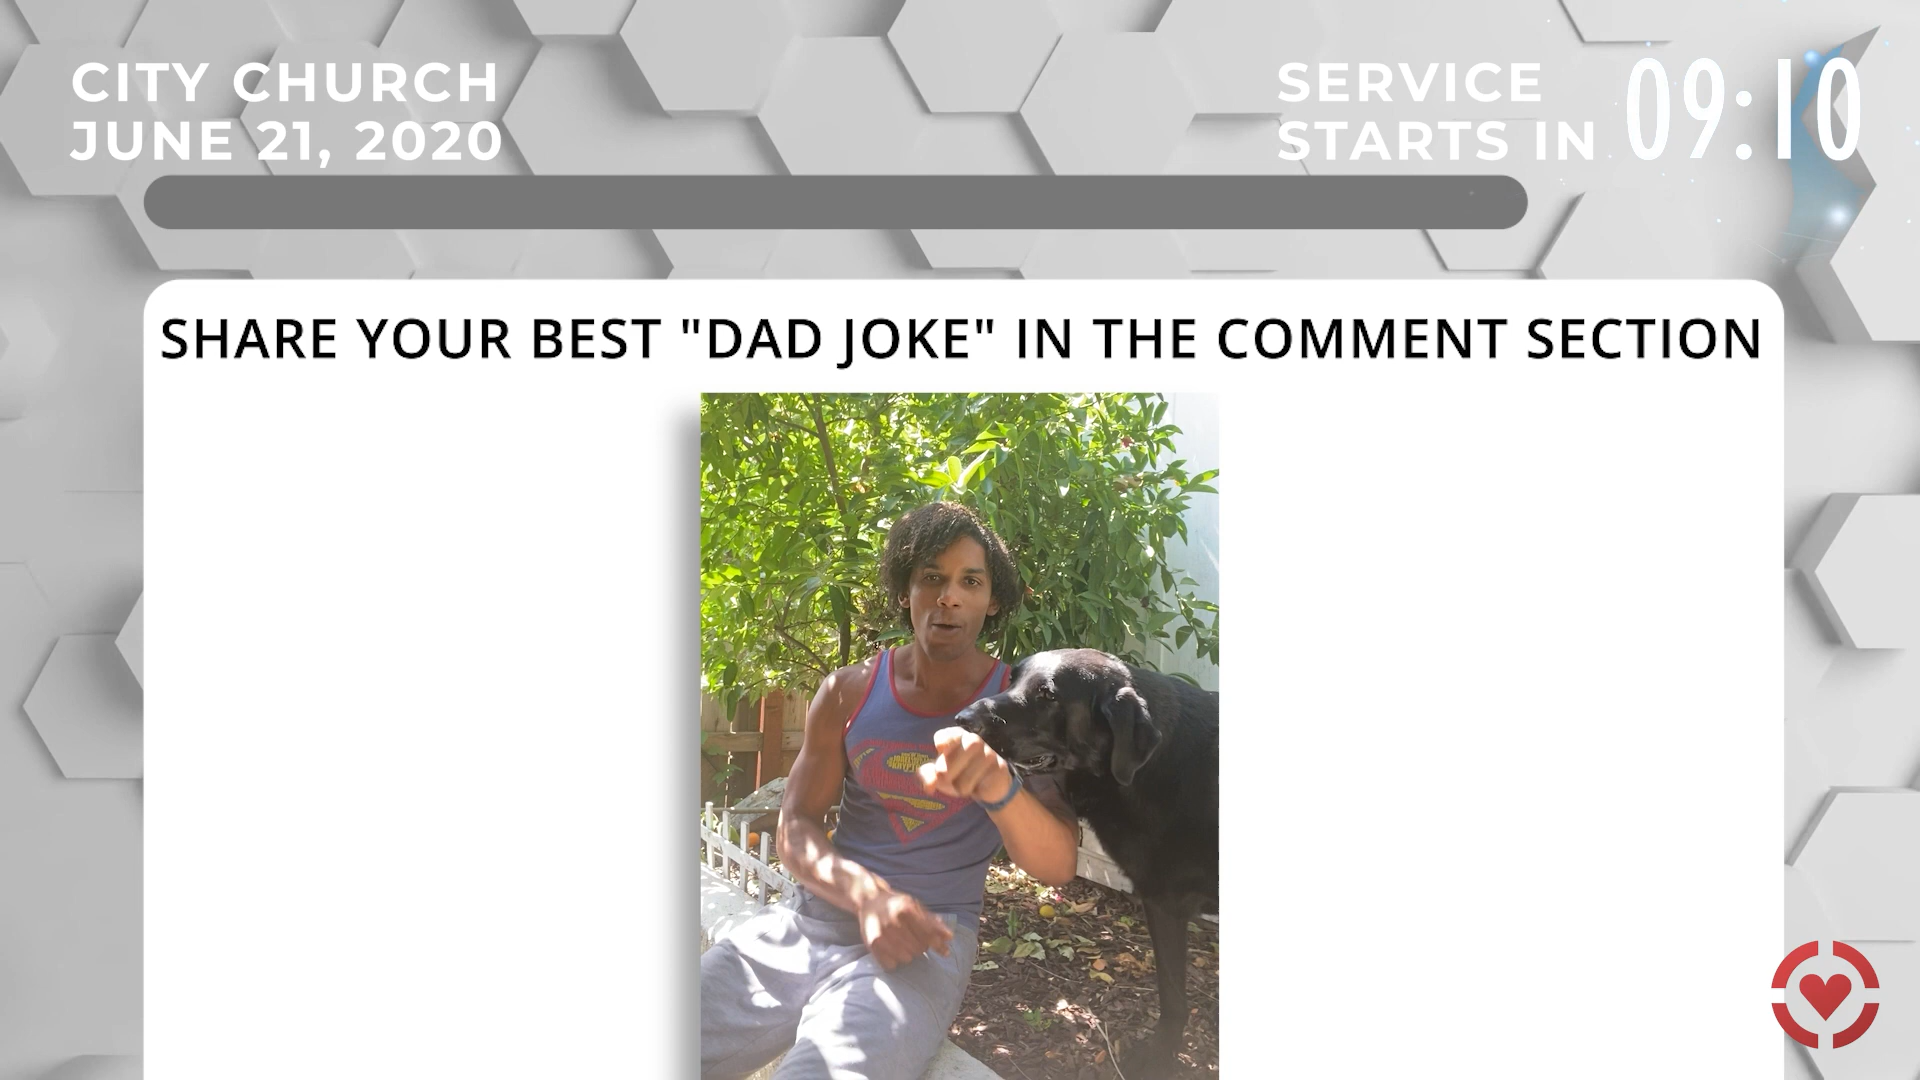 CITY CHURCH
JUNE 21, 2020
SERVICE
STARTS IN 09:10
SHARE YOUR BEST "DAD JOKE" IN THE COMMENT SECTION